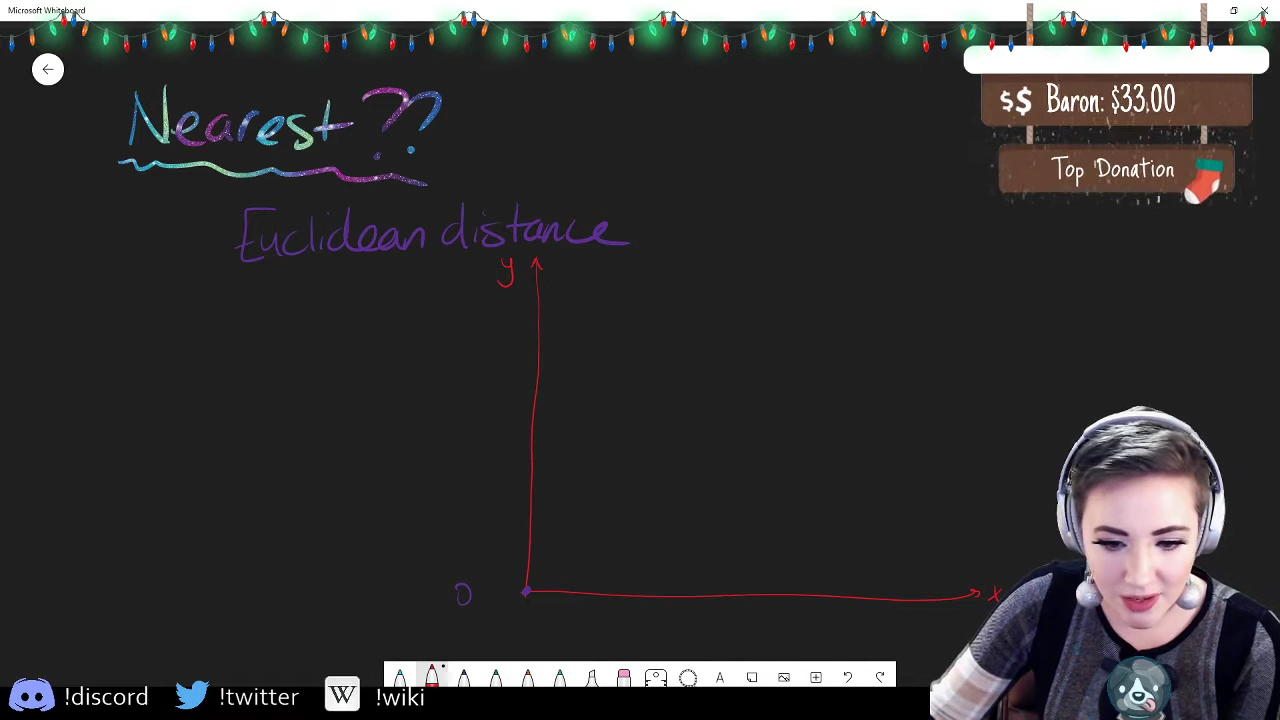 Microsoft Whiteboard
Nearest ??
$$ Baron: $33,00
Top Donation
Euclidean distance
y
0
x
A
!discord
!twitter
W !wiki